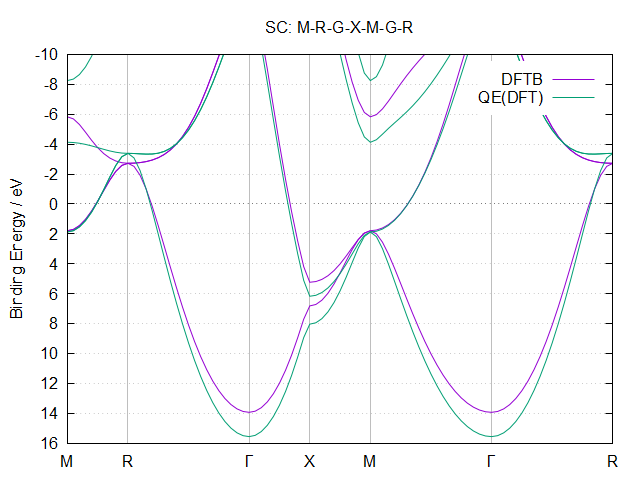 SC: M-R-G-X-M-G-R
-10
-8
-6
-4
-2
0
2
4
6
8
10
12
14
16
Binding Energy / eV
DFTB
QE(DFT)
M R Γ X M Γ R